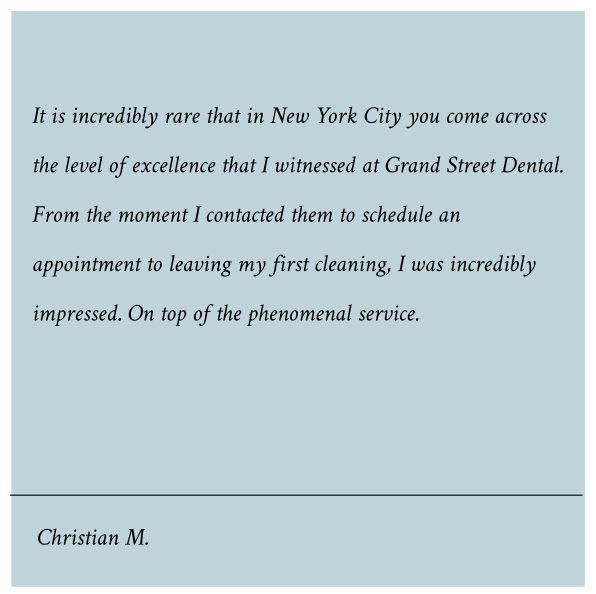 It is incredibly rare that in New York City you come across
the level of excellence that I witnessed at Grand Street Dental.
From the moment I contacted them to schedule an
appointment to leaving my first cleaning, I was incredibly
impressed. On top of the phenomenal service.
Christian M.